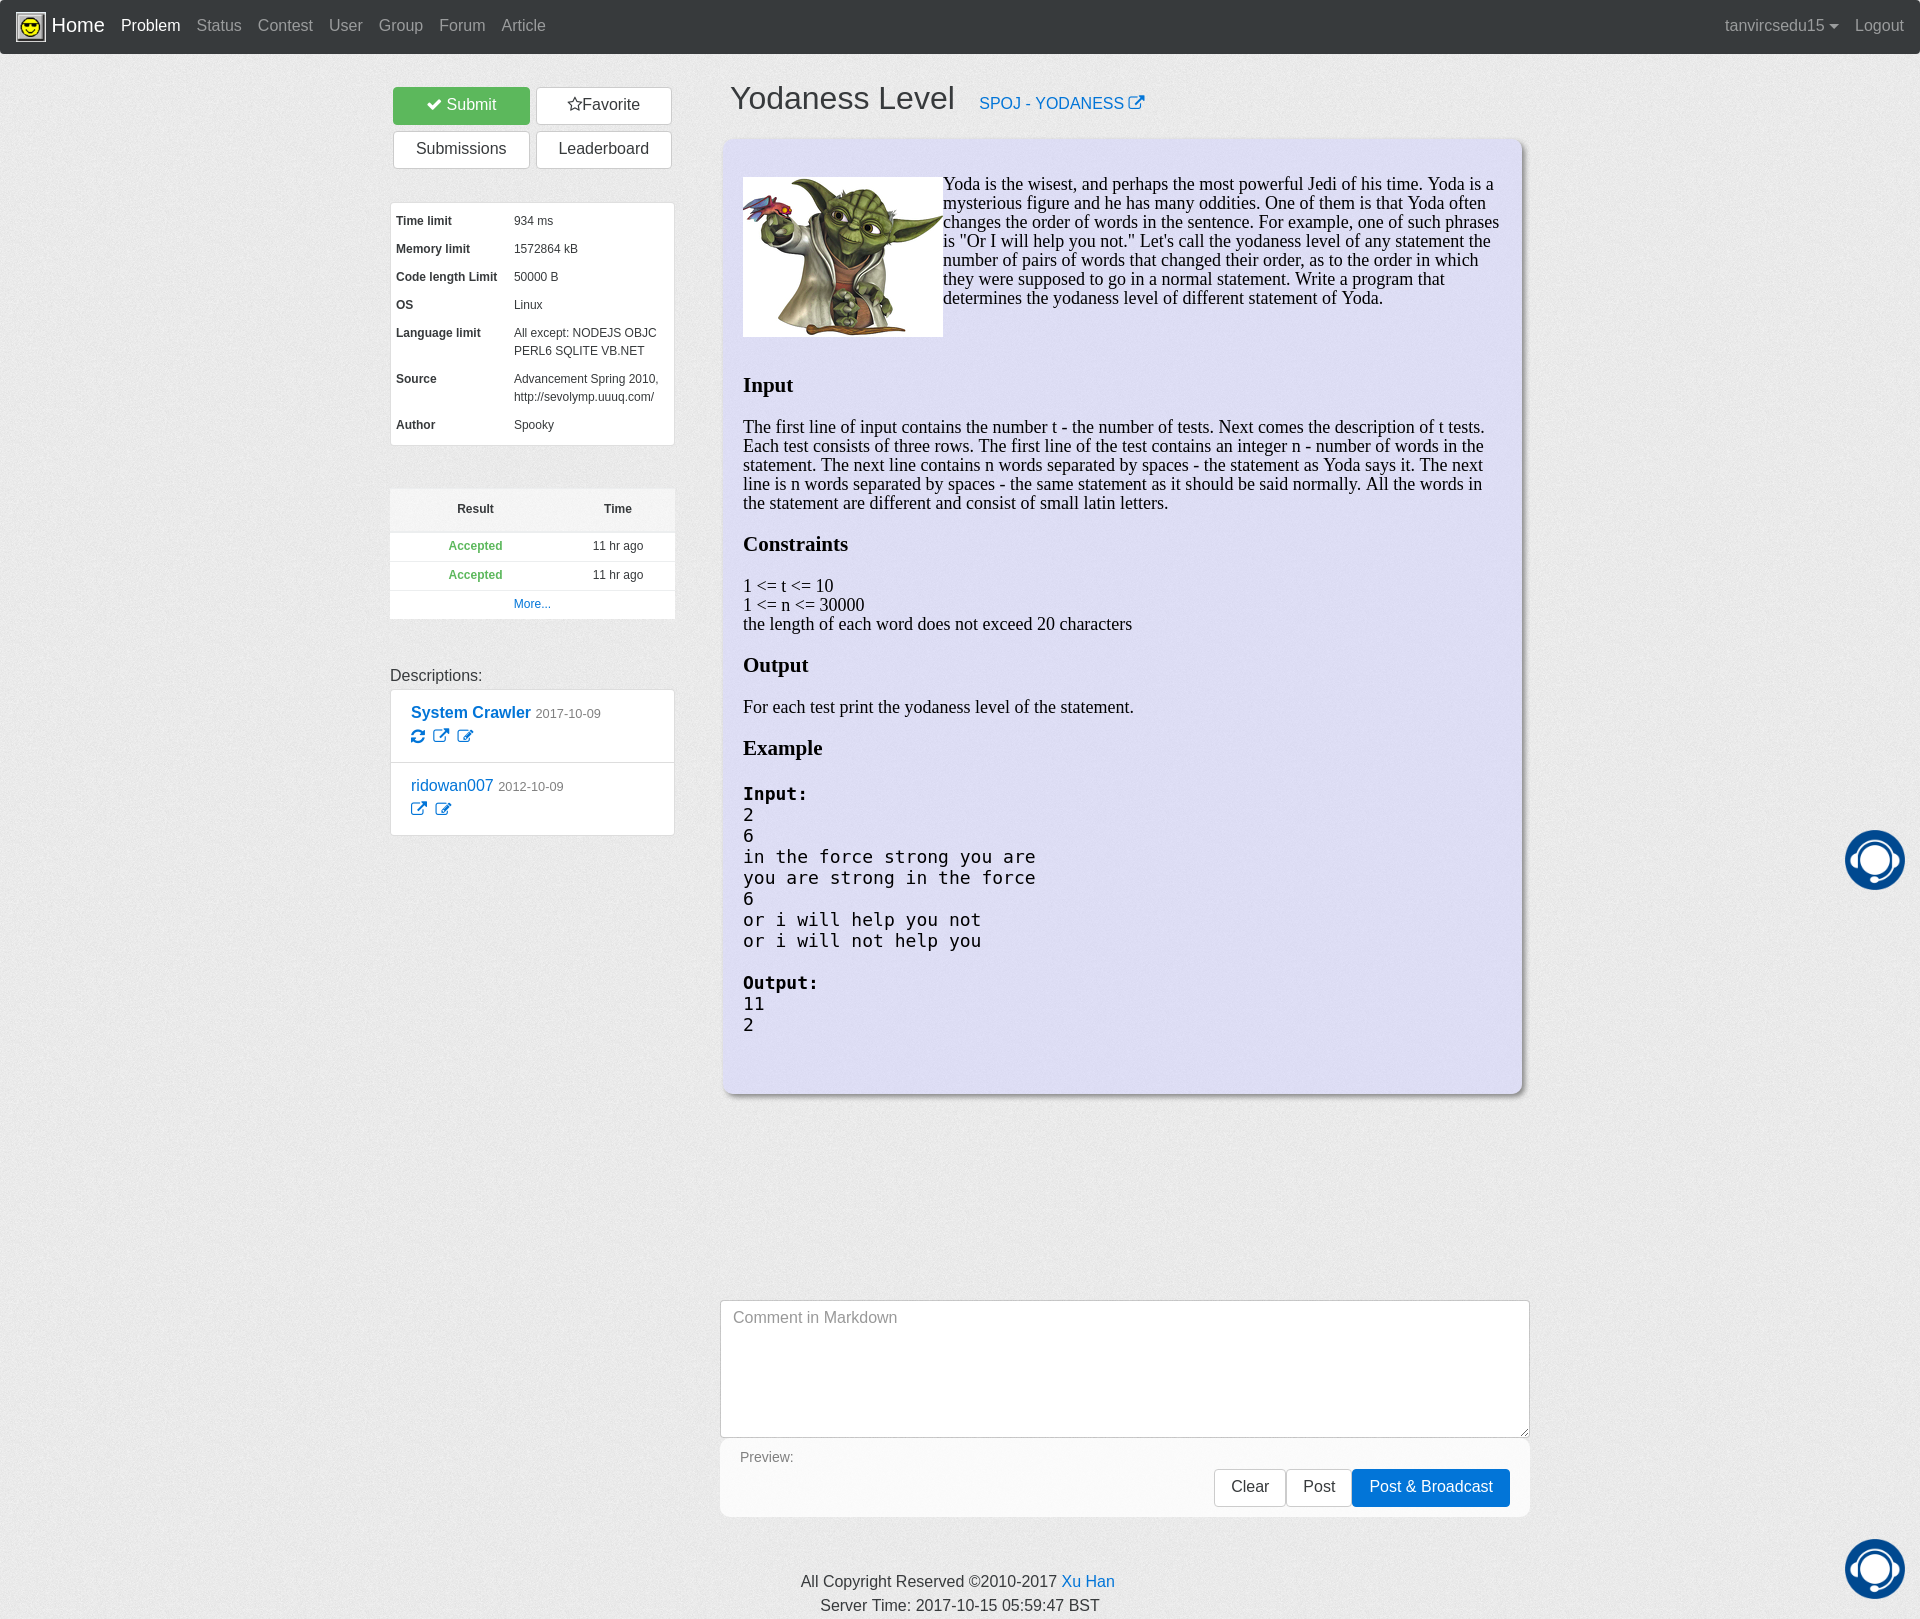 Home Problem Status Contest User Group Forum Article tanvircsedu15 Logout
Submit Favorite
Submissions Leaderboard
Time limit 934 ms
Memory limit 1572864 kB
Code length Limit 50000 B
OS Linux
Language limit All except: NODEJS OBJC
PERL6 SQLITE VB.NET
Source Advancement Spring 2010,
http://sevolymp.uuuq.com/
Author Spooky
Result Time
Accepted 11 hr ago
Accepted 11 hr ago
More...
Descriptions:
System Crawler 2017-10-09
ridowan007 2012-10-09
Yodaness Level SPOJ - YODANESS
Yoda is the wisest, and perhaps the most powerful Jedi of his time. Yoda is a
mysterious figure and he has many oddities. One of them is that Yoda often
changes the order of words in the sentence. For example, one of such phrases
is "Or I will help you not." Let's call the yodaness level of any statement the
number of pairs of words that changed their order, as to the order in which
they were supposed to go in a normal statement. Write a program that
determines the yodaness level of different statement of Yoda.
Input
The first line of input contains the number t - the number of tests. Next comes the description of t tests.
Each test consists of three rows. The first line of the test contains an integer n - number of words in the
statement. The next line contains n words separated by spaces - the statement as Yoda says it. The next
line is n words separated by spaces - the same statement as it should be said normally. All the words in
the statement are different and consist of small latin letters.
Constraints
1 <= t <= 10
1 <= n <= 30000
the length of each word does not exceed 20 characters
Output
For each test print the yodaness level of the statement.
Example
Input:
2
6
in the force strong you are
you are strong in the force
6
or i will help you not
or i will not help you
Output:
11
2
Comment in Markdown
Preview:
Clear Post Post & Broadcast
All Copyright Reserved ©2010-2017 Xu Han
Server Time: 2017-10-15 05:59:47 BST